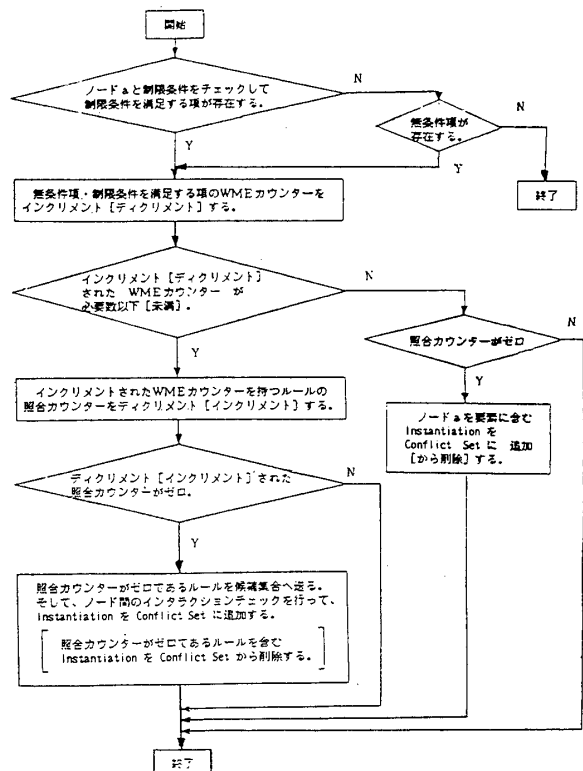 開始
ノードaと制限条件をチェックして
制限条件を満足する項が存在する。
N
Y
無条件項が
存在する。
N
Y
終了
無条件項・制限条件を満足する項のWMEカウンターを
インクリメント［ディクリメント］する。
インクリメント［ディクリメント］
された WMEカウンター が
必要数以下［未満］。
N
Y
照合カウンターがゼロ
N
Y
インクリメントされたWMEカウンターを持つルールの
照合カウンターをディクリメント［インクリメント］する。
ノードaを要素に含む
Instantiation を
Conflict Set に 追加
［から削除］する。
ディクリメント［インクリメント］された
照合カウンターがゼロ。
N
Y
照合カウンターがゼロであるルールを候補集合へ送る。
そして、ノード間のインタラクションチェックを行って、
Instantiation を Conflict Set に追加する。
照合カウンターがゼロであるルールを含む
Instantiation を Conflict Set から削除する。
終了